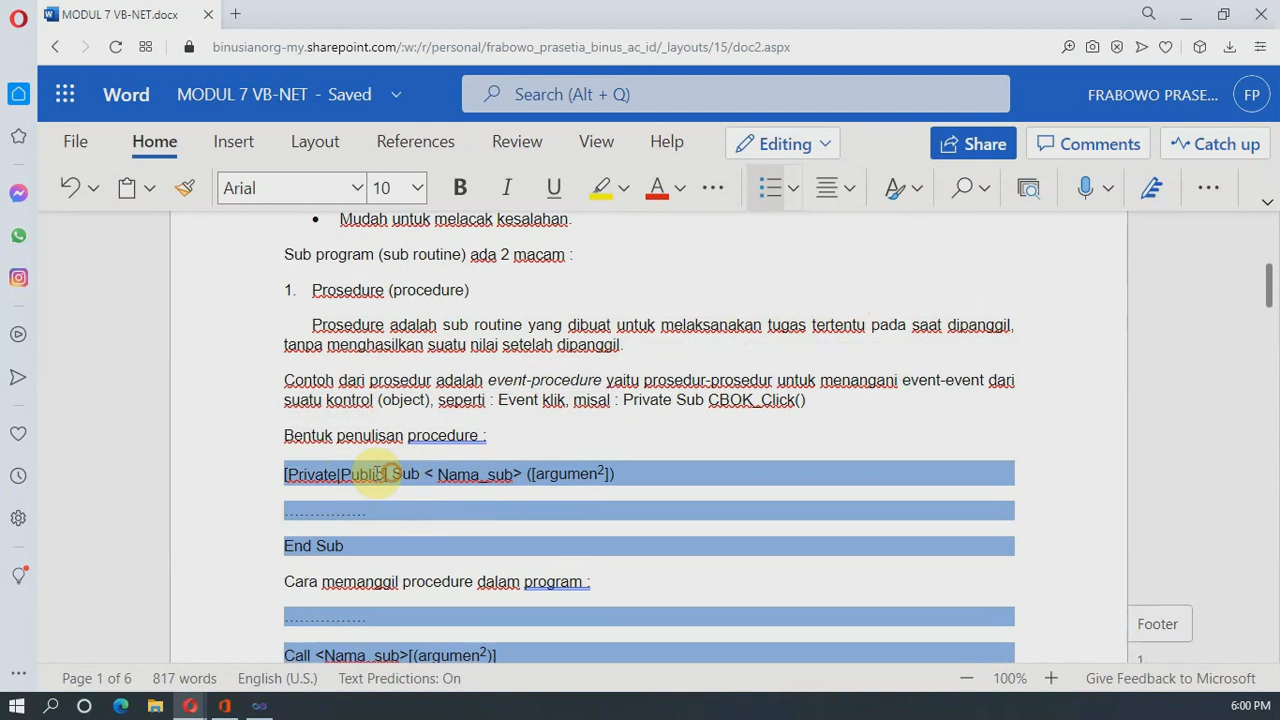 MODUL 7 VB-NET.docx
binusianorg-my.sharepoint.com/:w:/r/personal/frabowo_prasetia_binus_ac_id/_layouts/15/doc2.aspx
Word MODUL 7 VB-NET - Saved Search (Alt + Q) FRABOWO PRASE... FP
File Home Insert Layout References Review View Help Editing Share Comments Catch up
Arial 10 B I U A
• Mudah untuk melacak kesalahan.
Sub program (sub routine) ada 2 macam :
1. Prosedure (procedure)
Prosedure adalah sub routine yang dibuat untuk melaksanakan tugas tertentu pada saat dipanggil,
tanpa menghasilkan suatu nilai setelah dipanggil.
Contoh dari prosedur adalah event-procedure yaitu prosedur-prosedur untuk menangani event-event dari
suatu kontrol (object), seperti : Event klik, misal : Private Sub CBOK_Click()
Bentuk penulisan procedure :
[Private|Public] Sub < Nama_sub> ([argumen²])
……………
End Sub
Cara memanggil procedure dalam program :
……………
Call <Nama_sub>[(argumen²)]
Footer
1
Page 1 of 6 817 words English (U.S.) Text Predictions: On 100% Give Feedback to Microsoft
6:00 PM